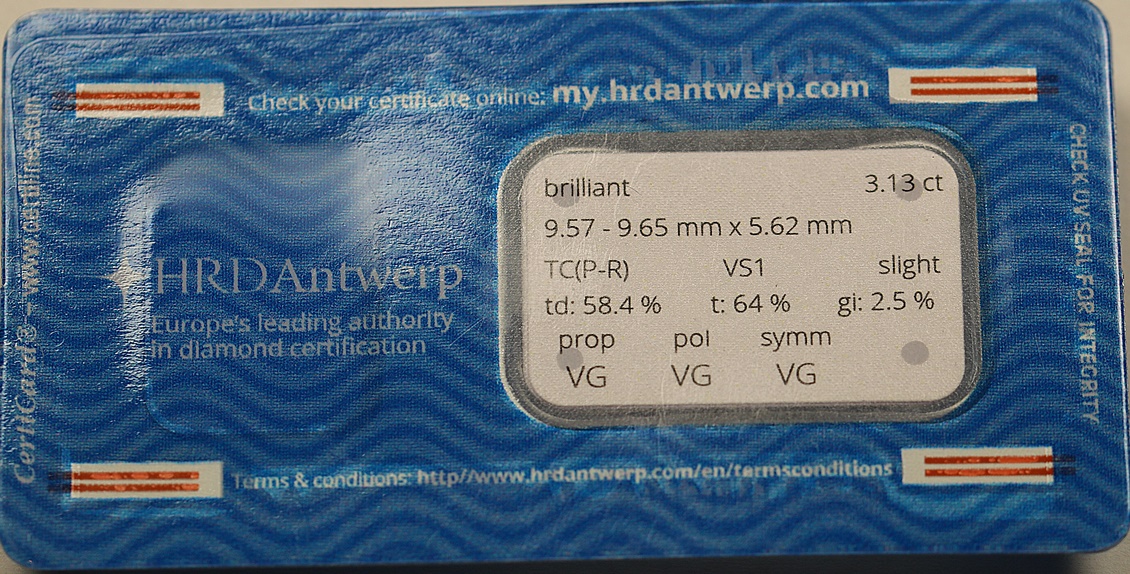 Check your certificate online: my.hrdantwerp.com
HRDAntwerp
Europe's leading authority
in diamond certification
brilliant 3.13 ct
9.57 - 9.65 mm x 5.62 mm
TC(P-R) VS1 slight
td: 58.4 % t: 64 % gi: 2.5 %
prop pol symm
VG VG VG
Terms & conditions: http//www.hrdantwerp.com/en/termsconditions
CertiCard® - 
CHECK UV SEAL FOR INTEGRITY